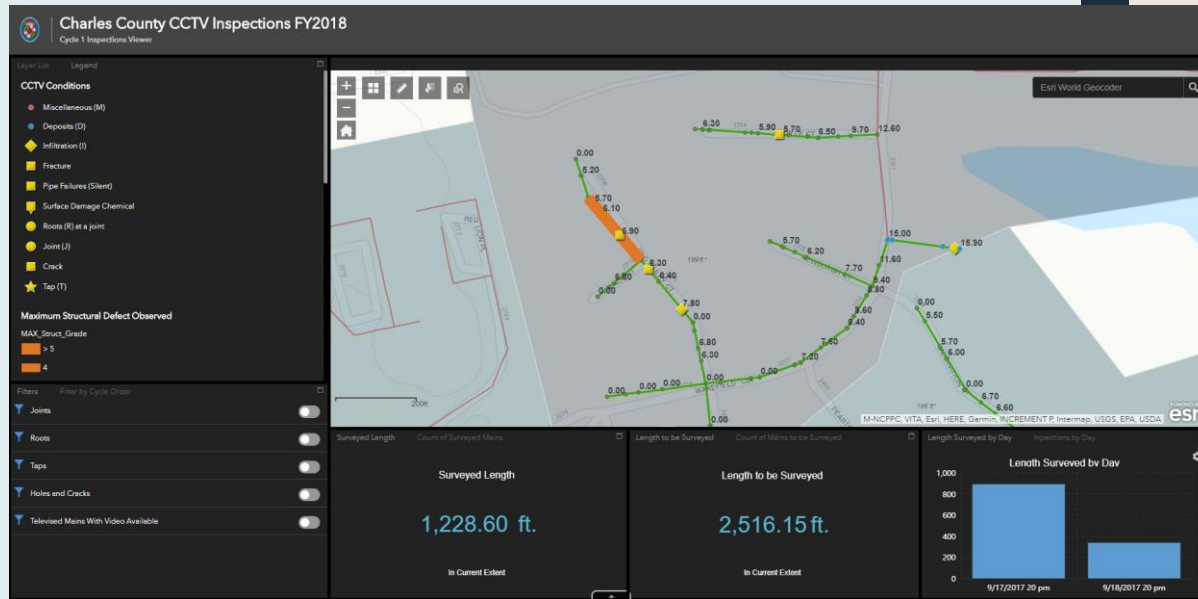 Charles County CCTV Inspections FY2018
Cycle 1 Inspections Viewer
Layer List Legend
CCTV Conditions
Miscellaneous (M)
Deposits (D)
Infiltration (I)
Fracture
Pipe Failures (Silent)
Surface Damage Chemical
Roots (R) at a joint
Joint (J)
Crack
Tap (T)
Maximum Structural Defect Observed
MAX_Struct_Grade
> 5
4
Filters Filter by Cycle Order
Joints
Roots
Taps
Holes and Cracks
Televised Mains With Video Available
Esri World Geocoder
6.30 5.90 5.70 6.50 9.70 12.60
0.00
5.20
5.70
6.10
6.90
8.30
8.40
6.80
0.00
7.80
0.00
6.80
6.30
0.00
0.00 0.00 0.00
WAKEFIELD
0.00
7.20
7.60
8.40
8.60
8.80
9.40
11.60
15.00
15.90
5.70
6.20
7.70
0.00
5.50
5.70
6.00
0.00
6.70
6.60
0.00
200ft
M-NCPPC, VITA, Esri, HERE, Garmin, INCREMENT P, Intermap, USGS, EPA, USDA
POWERED BY
esri
Surveyed Length Count of Surveyed Mains
Surveyed Length
1,228.60 ft.
In Current Extent
Length to be Surveyed Count of Mains to be Surveyed
Length to be Surveyed
2,516.15 ft.
In Current Extent
Length Surveyed by Day Inpections by Day
Length Surveyed by Day
1,000
800
600
400
200
0
9/17/2017 20 pm 9/18/2017 20 pm